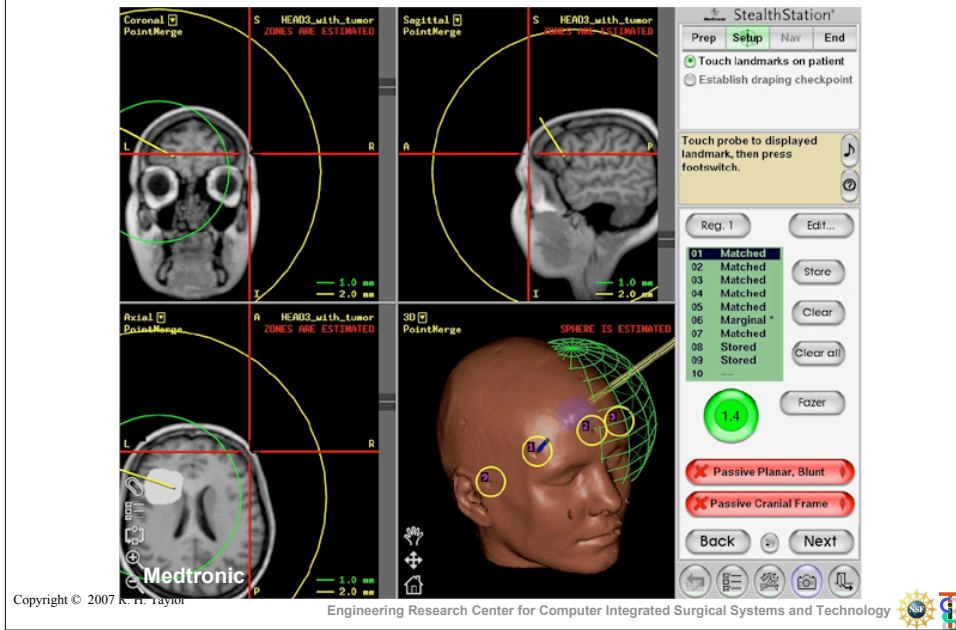 Coronal
S HEAD3_with_tumor
PointMerge
ZONES ARE ESTIMATED
L
R
I
1.0 mm
2.0 mm
Sagittal
S HEAD3_with_tumor
PointMerge
ZONES ARE ESTIMATED
A
P
I
1.0 mm
2.0 mm
Axial
A HEAD3_with_tumor
PointMerge
ZONES ARE ESTIMATED
L
R
P
1.0 mm
2.0 mm
Medtronic
3D
PointMerge
SPHERE IS ESTIMATED
1
2
3
Medtronic StealthStation®
Prep Setup Nav End
Touch landmarks on patient
Establish draping checkpoint
Touch probe to displayed
landmark, then press
footswitch.
Reg. 1 Edit...
01 Matched
02 Matched
03 Matched
04 Matched
05 Matched
06 Marginal *
07 Matched
08 Stored
09 Stored
10 ---
Store
Clear
Clear all
Fazer
1.4
Passive Planar, Blunt
Passive Cranial Frame
Back Next
Copyright © 2007 R. H. Taylor
Engineering Research Center for Computer Integrated Surgical Systems and Technology
NSF